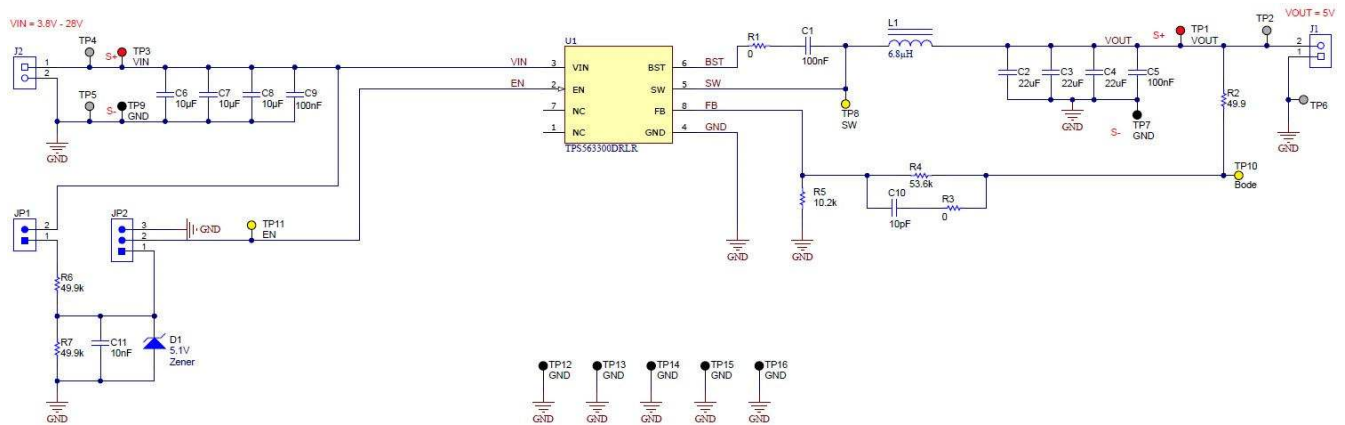 VIN = 3.8V - 28V
VOUT = 5V
J2
1
2
TP4
S+
TP3
VIN
TP5
S-
TP9
GND
GND
C6
10µF
C7
10µF
C8
10µF
C9
100nF
VIN
EN
U1
3
VIN
2
EN
7
NC
1
NC
BST
6
SW
5
FB
8
GND
4
TPS563300DRLR
BST
SW
FB
GND
R1
0
C1
100nF
TP8
SW
L1
6.8µH
C2
22uF
C3
22uF
C4
22uF
C5
100nF
VOUT
S+
TP1
VOUT
TP2
J1
2
1
GND
S-
TP7
GND
R2
49.9
TP6
GND
TP10
Bode
R4
53.6k
C10
10pF
R3
0
R5
10.2k
GND
GND
JP1
2
1
JP2
3
2
1
GND
TP11
EN
R6
49.9k
R7
49.9k
C11
10nF
D1
5.1V
Zener
GND
TP12
GND
TP13
GND
TP14
GND
TP15
GND
TP16
GND
GND
GND
GND
GND
GND